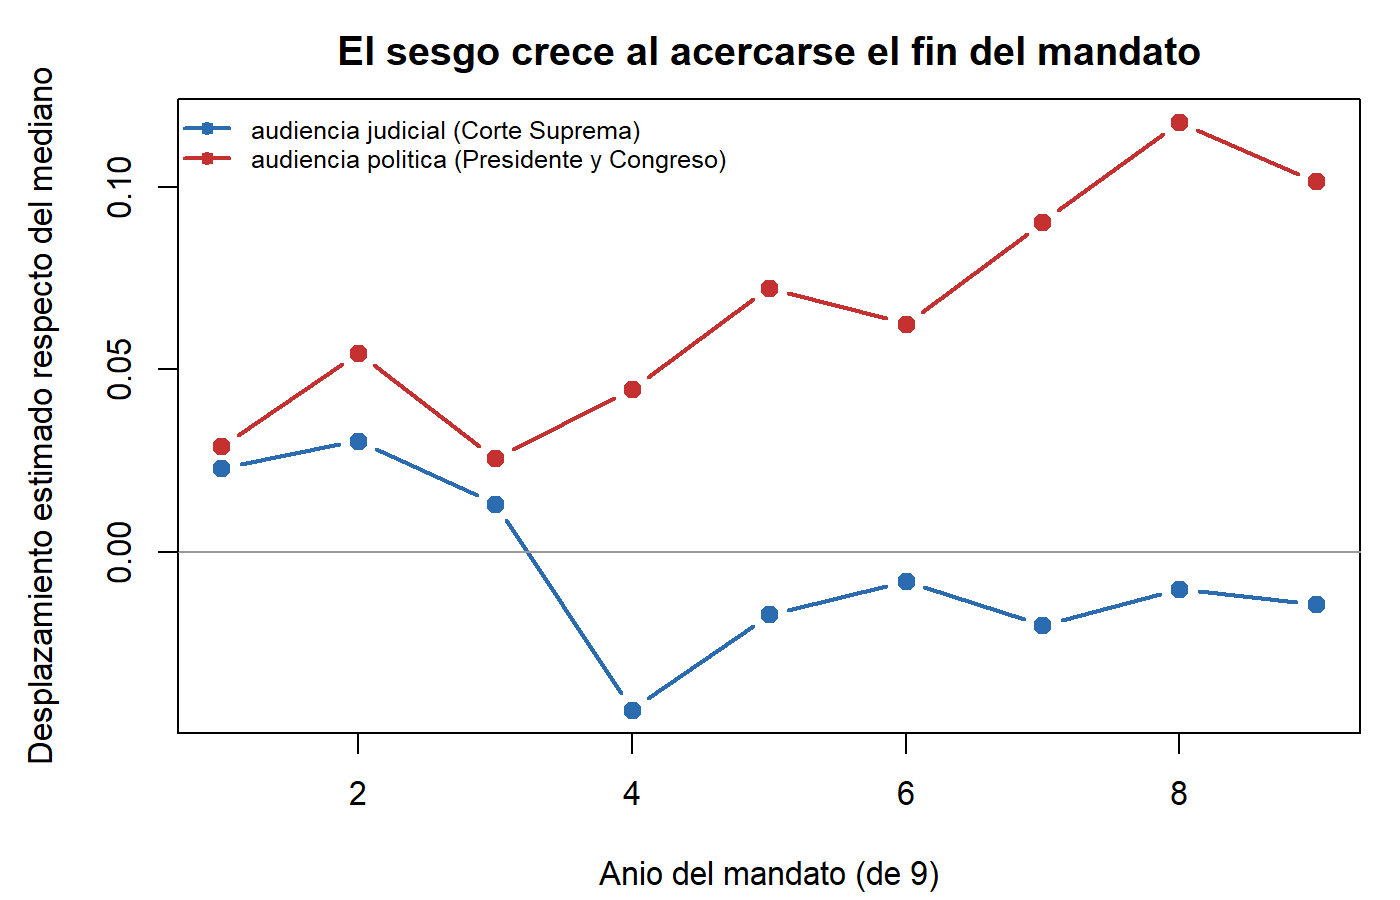 El sesgo crece al acercarse el fin del mandato
audiencia judicial (Corte Suprema)
audiencia politica (Presidente y Congreso)
Desplazamiento estimado respecto del mediano
0.10
0.05
0.00
2 4 6 8
Anio del mandato (de 9)